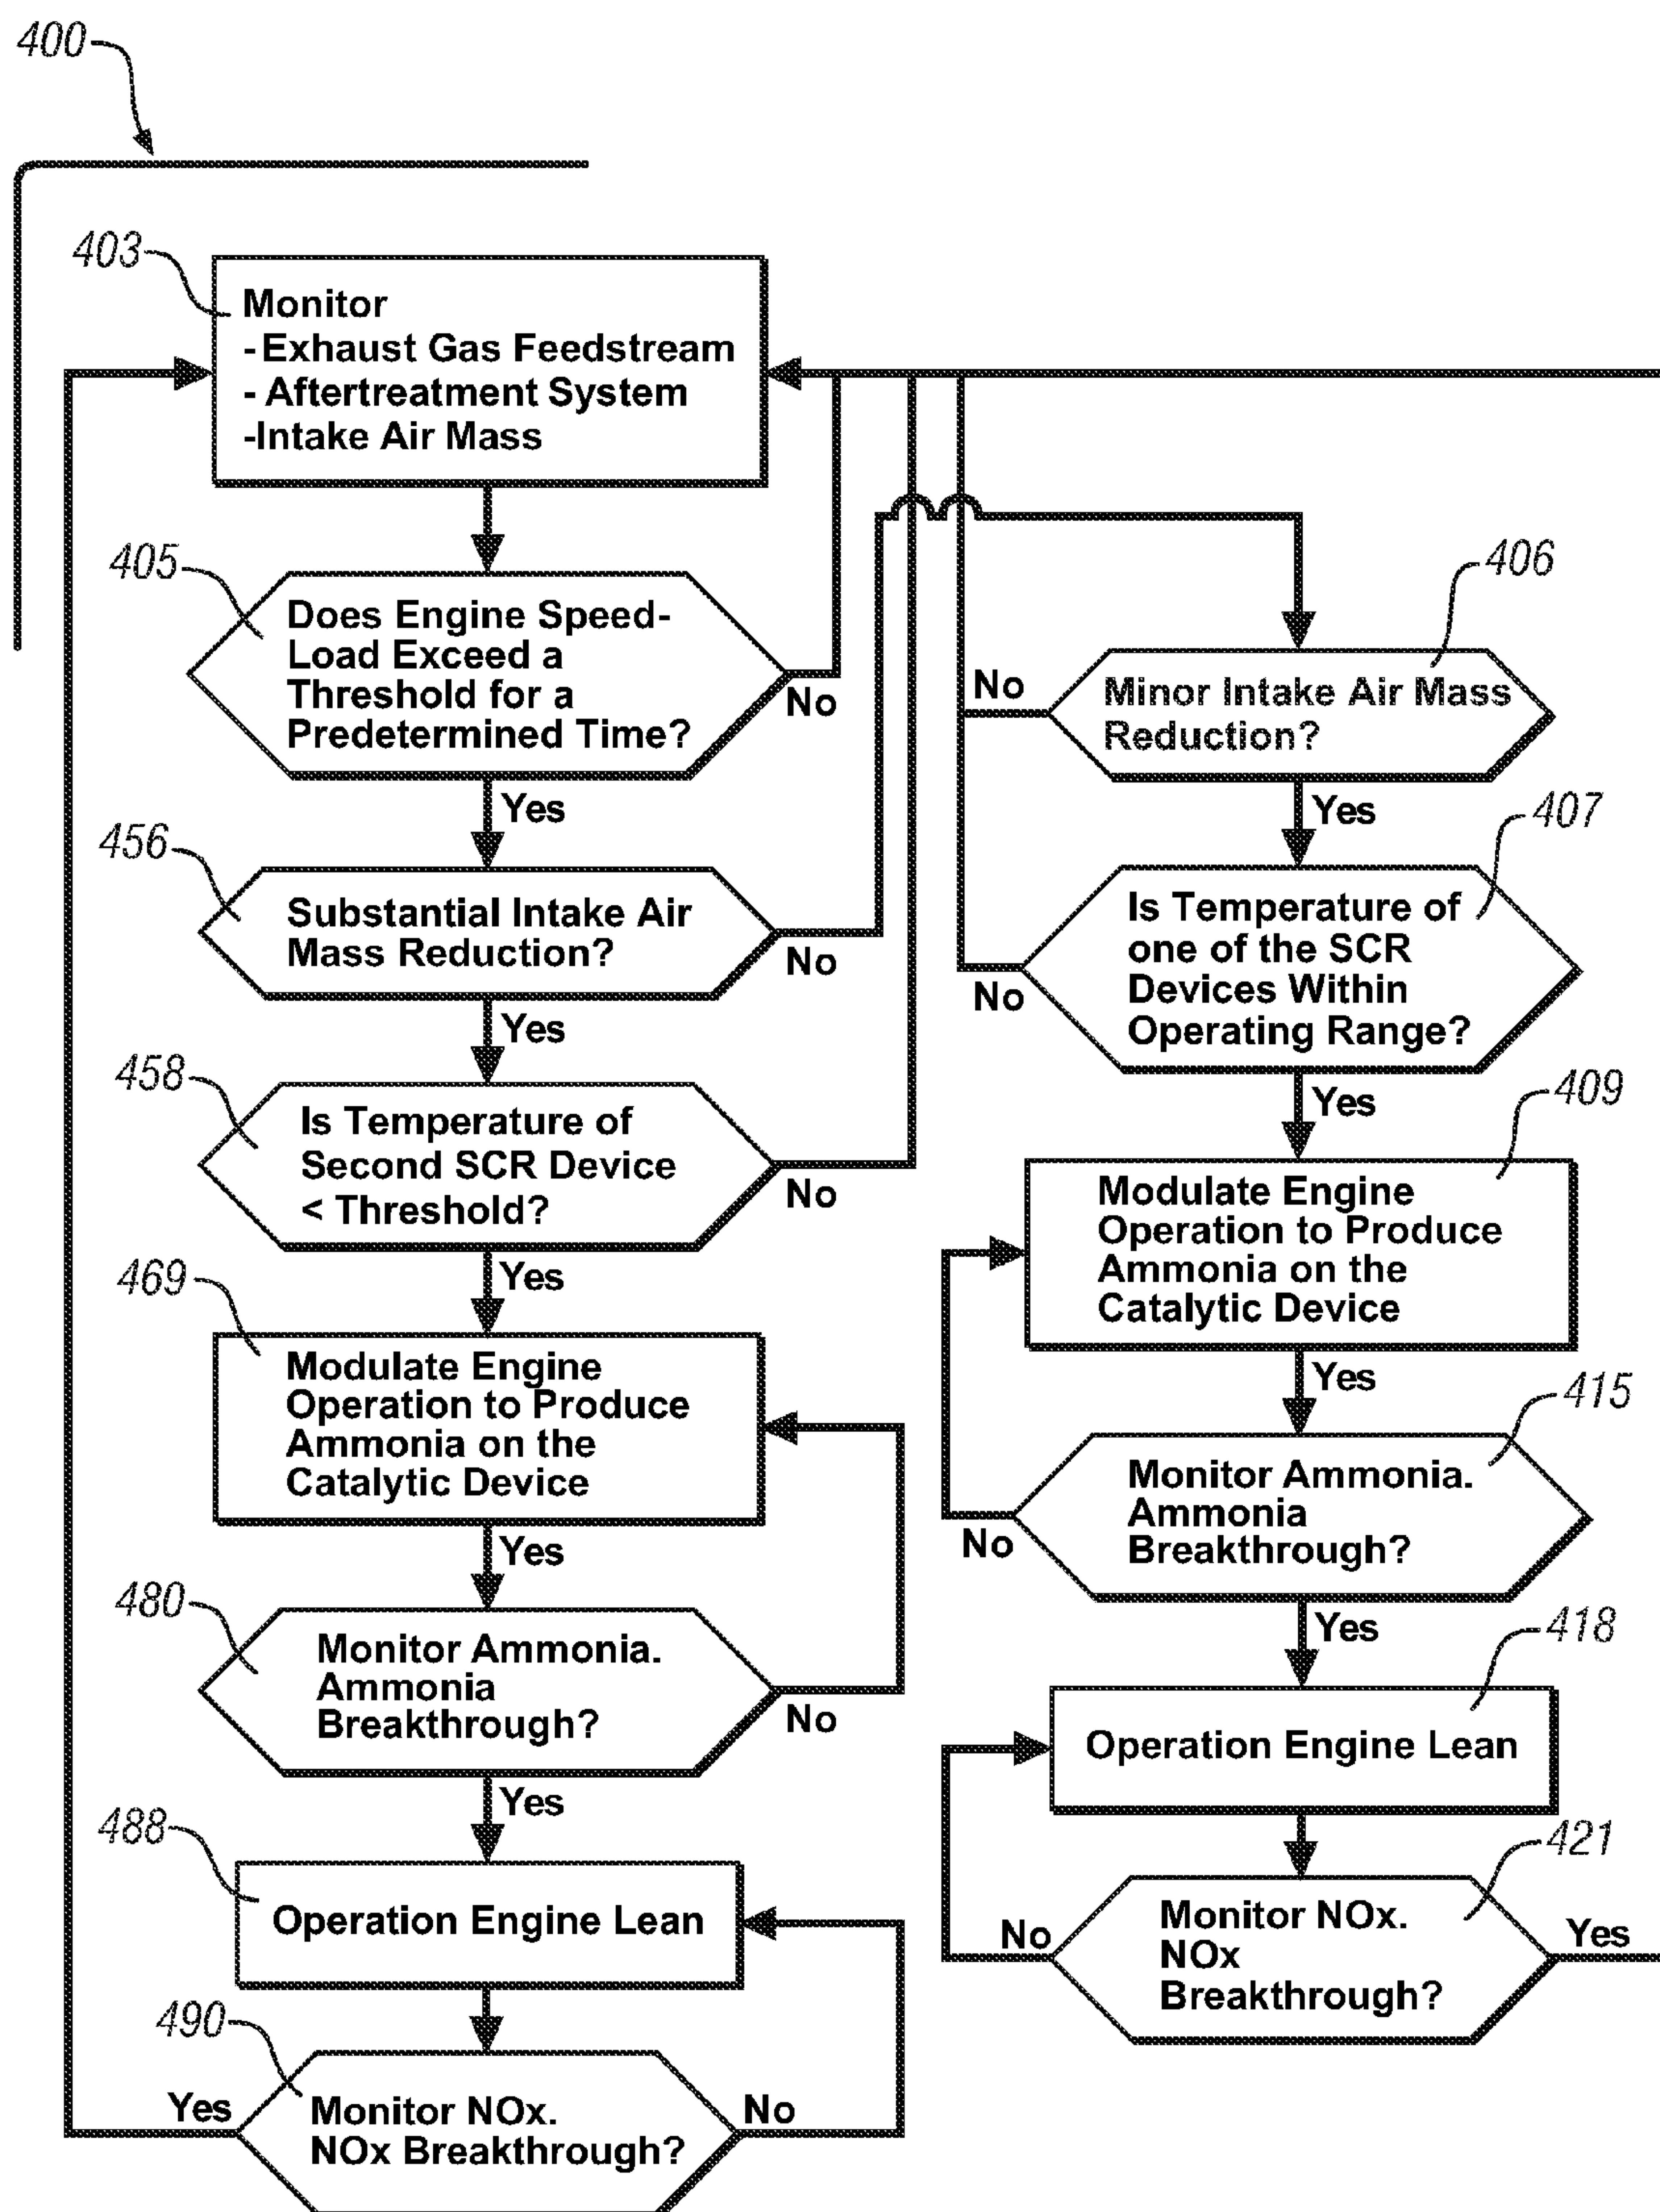 400
403
Monitor
-Exhaust Gas Feedstream
- Aftertreatment System
-Intake Air Mass
405
Does Engine Speed-
Load Exceed a
Threshold for a
Predetermined Time?
No
Yes
456
Substantial Intake Air
Mass Reduction?
No
Yes
458
Is Temperature of
Second SCR Device
< Threshold?
No
Yes
469
Modulate Engine
Operation to Produce
Ammonia on the
Catalytic Device
Yes
480
Monitor Ammonia.
Ammonia
Breakthrough?
No
Yes
488
Operation Engine Lean
490
Monitor NOx.
NOx Breakthrough?
Yes
No
406
Minor Intake Air Mass
Reduction?
No
Yes
407
Is Temperature of
one of the SCR
Devices Within
Operating Range?
No
Yes
409
Modulate Engine
Operation to Produce
Ammonia on the
Catalytic Device
Yes
415
Monitor Ammonia.
Ammonia
Breakthrough?
No
Yes
418
Operation Engine Lean
421
Monitor NOx.
NOx
Breakthrough?
No
Yes